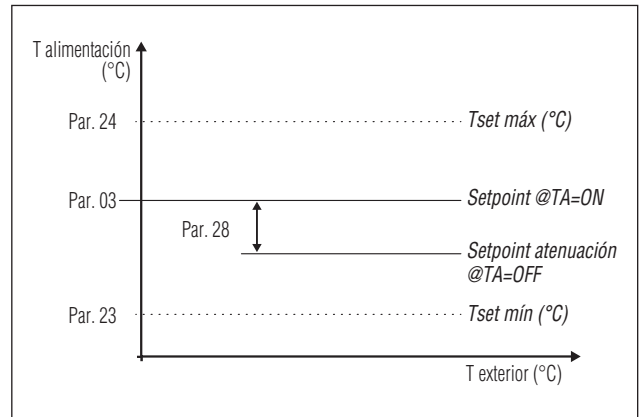 T alimentación
(°C)
Par. 24
Tset máx (°C)
Par. 03
Setpoint @TA=ON
Par. 28
Setpoint atenuación
@TA=OFF
Par. 23
Tset mín (°C)
T exterior (°C)